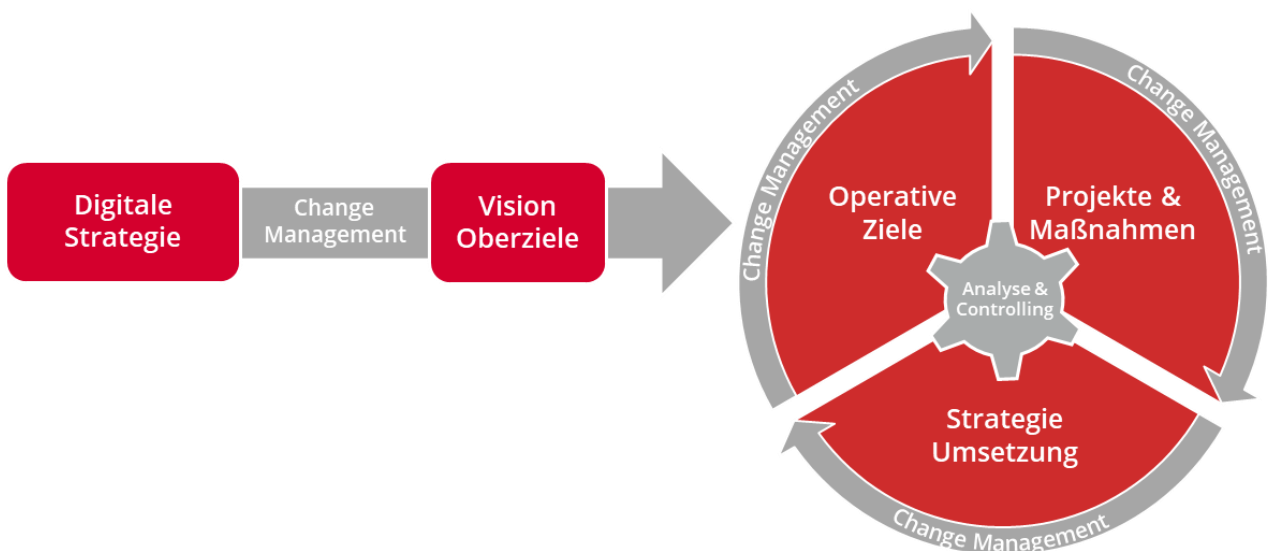 Digitale
Strategie
Change
Management
Vision
Oberziele
Change Management
Operative
Ziele
Projekte &
Maßnahmen
Change Management
Analyse &
Controlling
Strategie
Umsetzung
Change Management